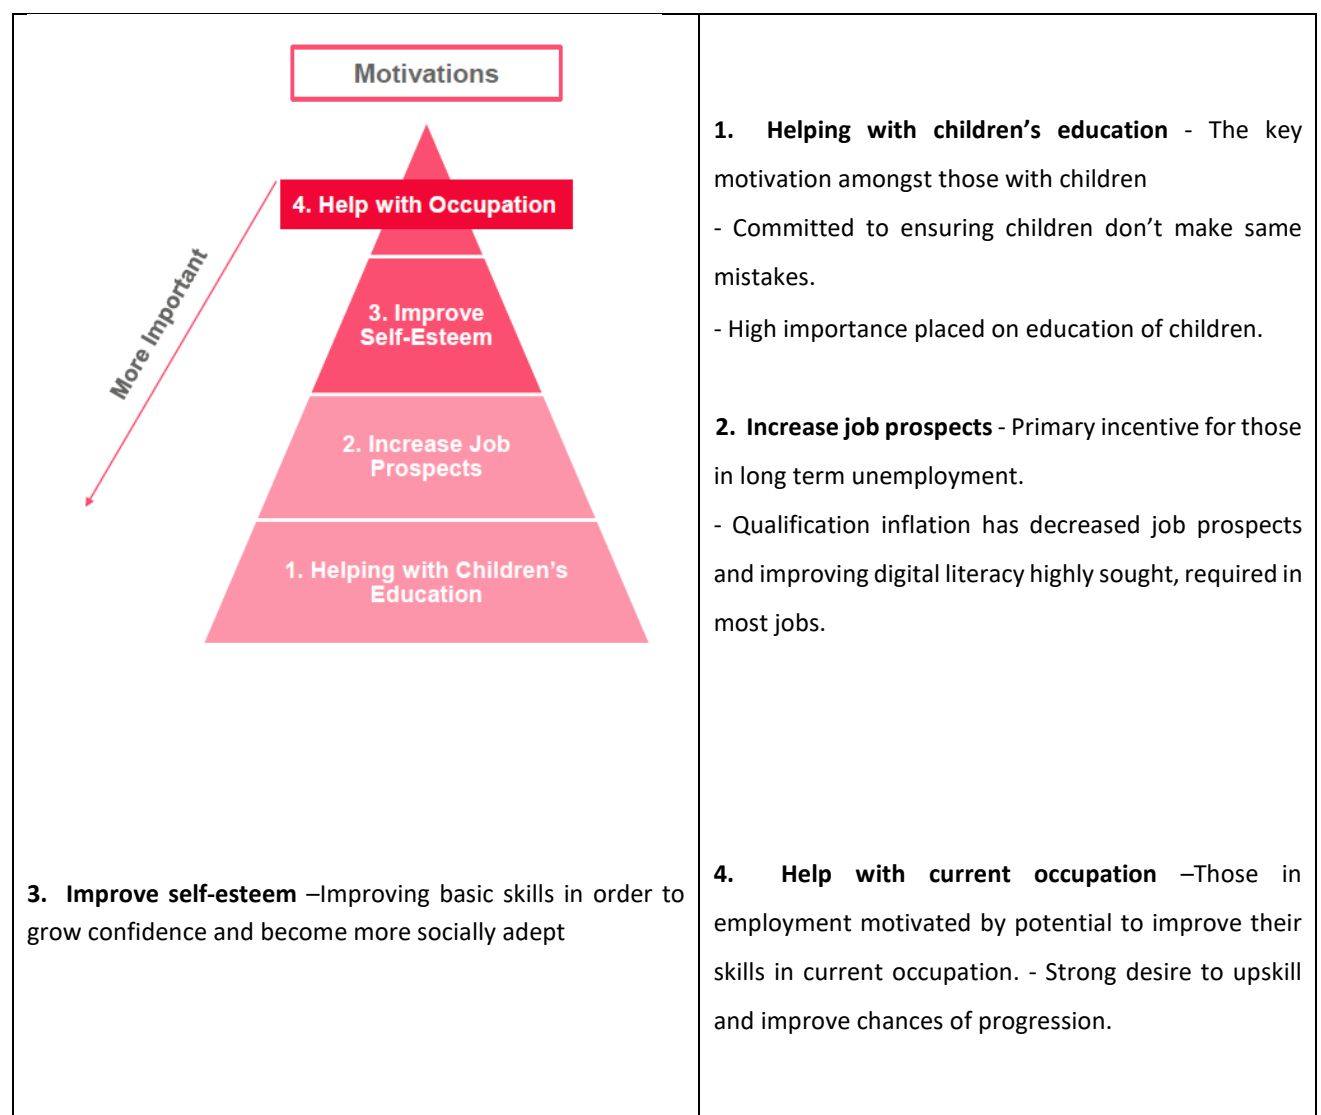 Motivations
4. Help with Occupation
More Important
3. Improve
Self-Esteem
2. Increase Job
Prospects
1. Helping with Children's
Education
1. Helping with children’s education - The key
motivation amongst those with children
- Committed to ensuring children don’t make same
mistakes.
- High importance placed on education of children.
2. Increase job prospects - Primary incentive for those
in long term unemployment.
- Qualification inflation has decreased job prospects
and improving digital literacy highly sought, required in
most jobs.
3. Improve self-esteem –Improving basic skills in order to
grow confidence and become more socially adept
4. Help with current occupation –Those in
employment motivated by potential to improve their
skills in current occupation. - Strong desire to upskill
and improve chances of progression.